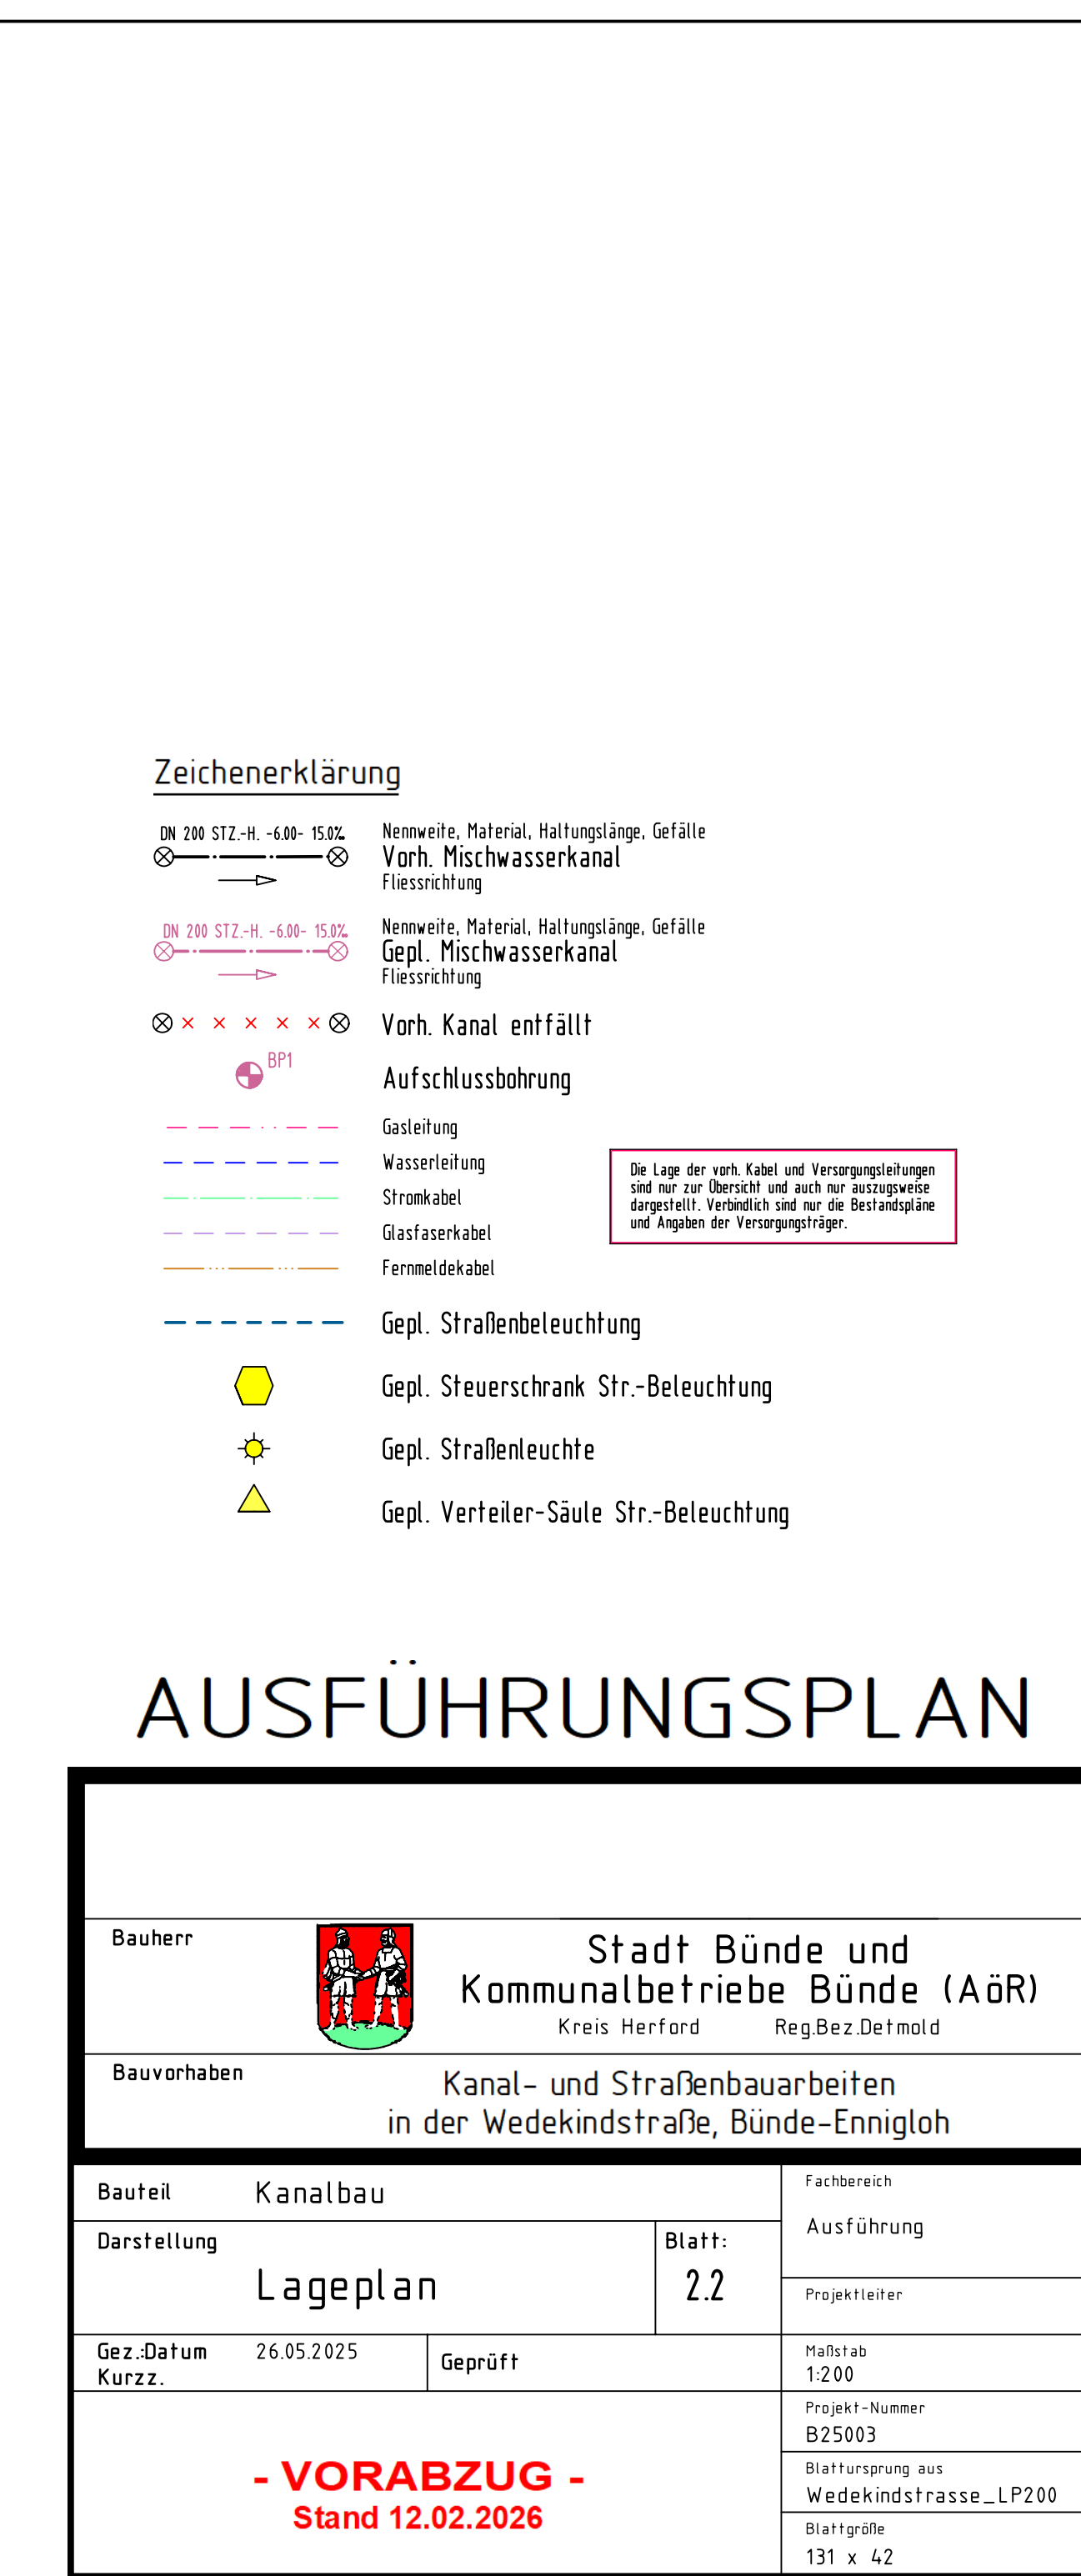 Zeichenerklärung
DN 200 STZ.-H. -6.00- 15.0‰
Nennweite, Material, Haltungslänge, Gefälle
Vorh. Mischwasserkanal
Fliessrichtung
DN 200 STZ.-H. -6.00- 15.0‰
Nennweite, Material, Haltungslänge, Gefälle
Gepl. Mischwasserkanal
Fliessrichtung
Vorh. Kanal entfällt
BP1
Aufschlussbohrung
Gasleitung
Wasserleitung
Stromkabel
Glasfaserkabel
Fernmeldekabel
Die Lage der vorh. Kabel und Versorgungsleitungen
sind nur zur Übersicht und auch nur auszugsweise
dargestellt. Verbindlich sind nur die Bestandspläne
und Angaben der Versorgungsträger.
Gepl. Straßenbeleuchtung
Gepl. Steuerschrank Str.-Beleuchtung
Gepl. Straßenleuchte
Gepl. Verteiler-Säule Str.-Beleuchtung
AUSFÜHRUNGSPLAN
Bauherr
Stadt Bünde und
Kommunalbetriebe Bünde (AöR)
Kreis Herford Reg.Bez.Detmold
Bauvorhaben
Kanal- und Straßenbauarbeiten
in der Wedekindstraße, Bünde-Ennigloh
Bauteil Kanalbau
Darstellung
Lageplan
Blatt:
2.2
Gez.:Datum 26.05.2025
Kurzz.
Geprüft
Fachbereich
Ausführung
Projektleiter
Maßstab
1:200
Projekt-Nummer
B25003
Blattursprung aus
Wedekindstrasse_LP200
Blattgröße
131 x 42
- VORABZUG -
Stand 12.02.2026